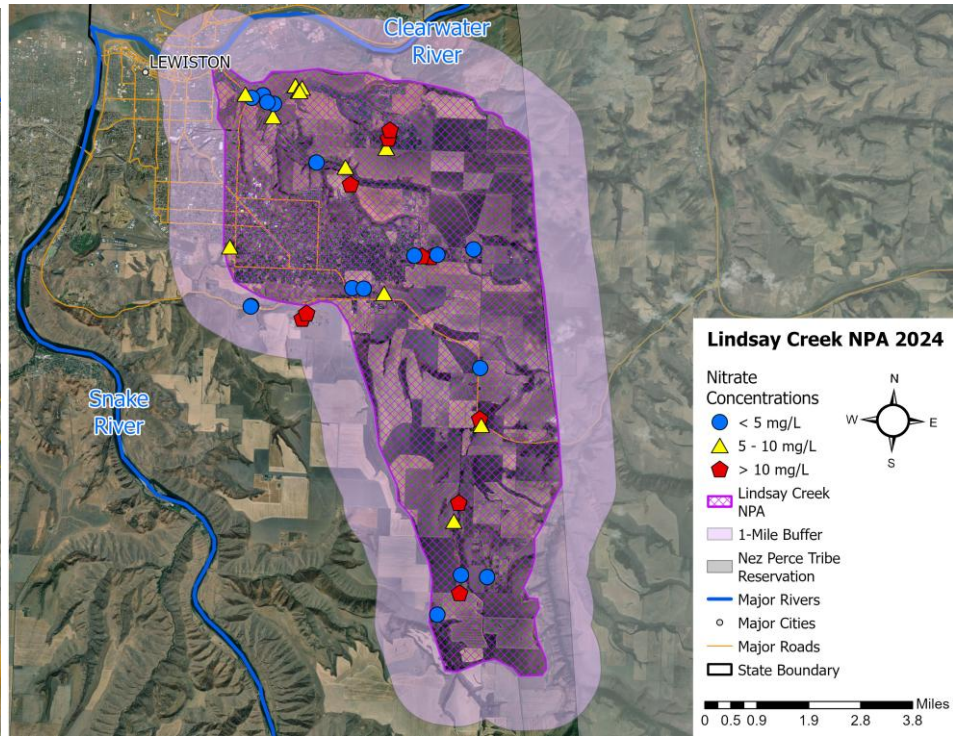 Clearwater
River
LEWISTON
Snake
River
Lindsay Creek NPA 2024
Nitrate
Concentrations
< 5 mg/L
5 - 10 mg/L
> 10 mg/L
Lindsay Creek
NPA
1-Mile Buffer
Nez Perce Tribe
Reservation
Major Rivers
Major Cities
Major Roads
State Boundary
N
W
E
S
Miles
0 0.5 0.9 1.9 2.8 3.8